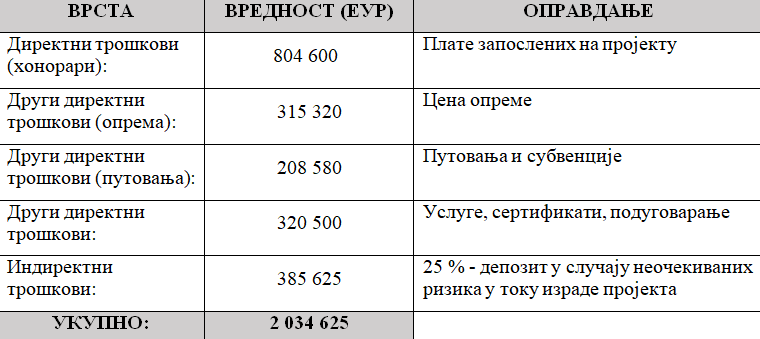 ВРСТА ВРЕДНОСТ (ЕУР) ОПРАВДАЊЕ
Директни трошкови
(хонорари):
804 600
Плате запослених на пројекту
Други директни
трошкови (опрема):
315 320
Цена опреме
Други директни
трошкови (путовања):
208 580
Путовања и субвенције
Други директни
трошкови:
320 500
Услуге, сертификати, подуговарање
Индиректни
трошкови:
385 625
25 % - депозит у случају неочекиваних
ризика у току израде пројекта
УКУПНО: 2 034 625